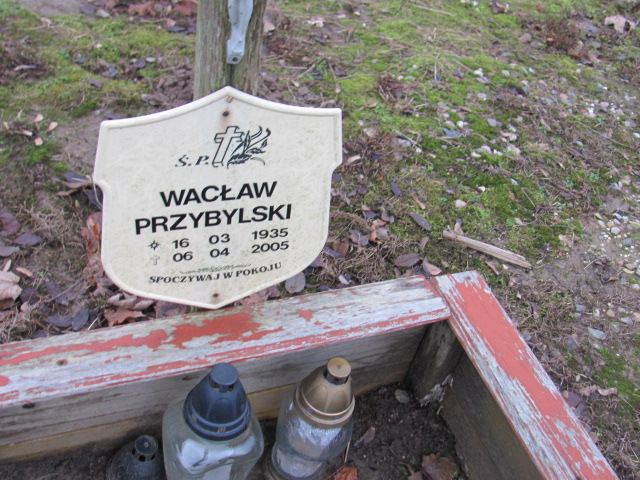 Ś.P.
WACŁAW
PRZYBYLSKI
16 03 1935
06 04 2005
SPOCZYWAJ W POKOJU